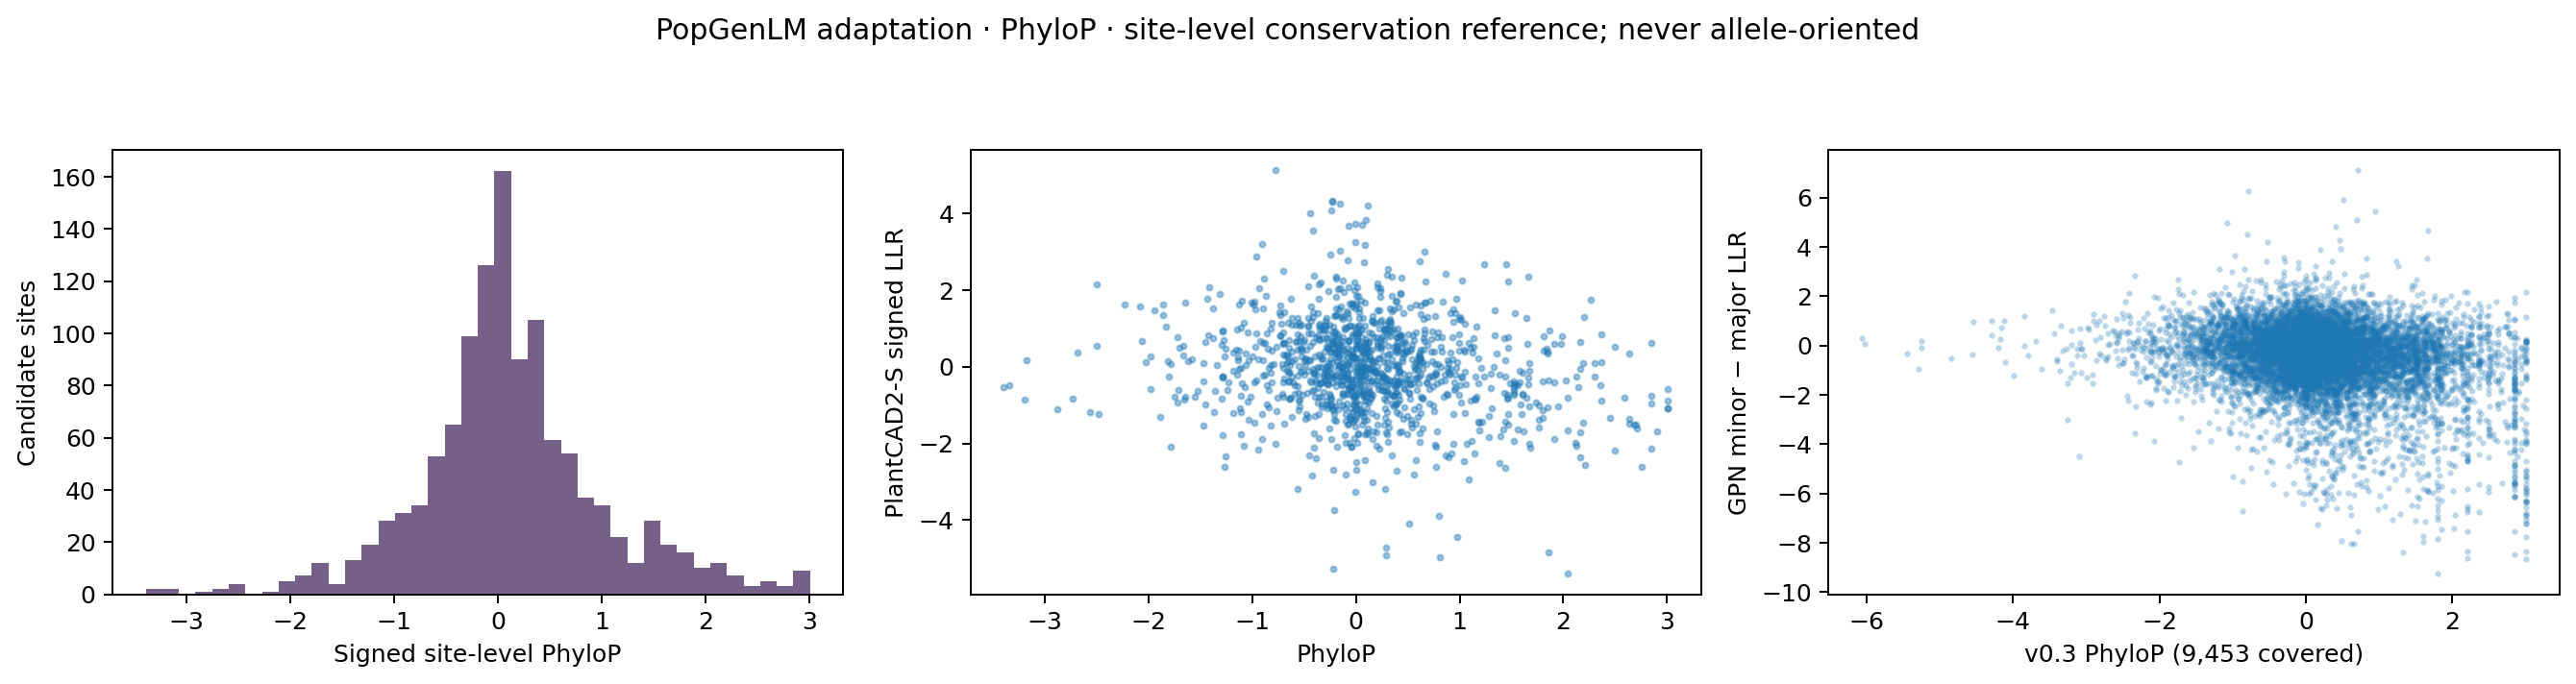 PopGenLM adaptation · PhyloP · site-level conservation reference; never allele-oriented
Candidate sites
160
140
120
100
80
60
40
20
0
−3 −2 −1 0 1 2 3
Signed site-level PhyloP
PlantCAD2-S signed LLR
4
2
0
−2
−4
−3 −2 −1 0 1 2 3
PhyloP
GPN minor − major LLR
6
4
2
0
−2
−4
−6
−8
−10
−6 −4 −2 0 2
v0.3 PhyloP (9,453 covered)